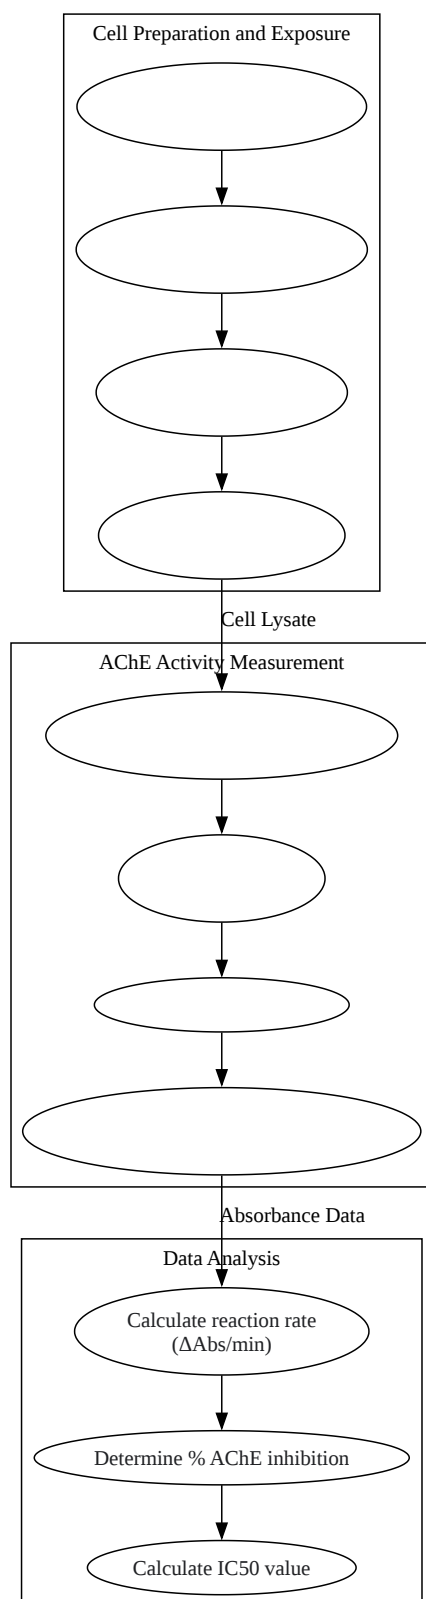 Cell Preparation and Exposure
Cell Lysate
AChE Activity Measurement
Absorbance Data
Data Analysis
Calculate reaction rate
(ΔAbs/min)
Determine % AChE inhibition
Calculate IC50 value